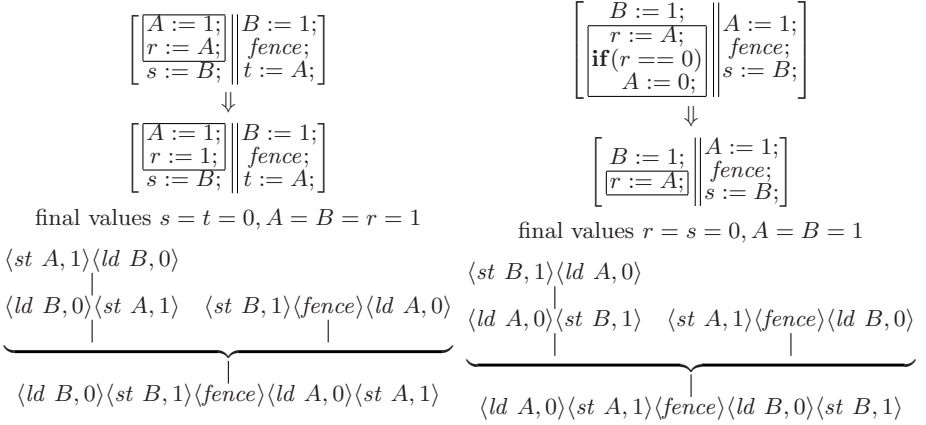 A := 1; B := 1;
r := A; fence;
s := B; t := A;
⇓
A := 1; B := 1;
r := 1; fence;
s := B; t := A;
final values s = t = 0, A = B = r = 1
⟨st A, 1⟩⟨ld B, 0⟩
⟨ld B, 0⟩⟨st A, 1⟩ ⟨st B, 1⟩⟨fence⟩⟨ld A, 0⟩
⟨ld B, 0⟩⟨st B, 1⟩⟨fence⟩⟨ld A, 0⟩⟨st A, 1⟩
B := 1;
r := A; A := 1;
if(r == 0) fence;
A := 0; s := B;
⇓
B := 1; A := 1;
r := A; fence;
s := B;
final values r = s = 0, A = B = 1
⟨st B, 1⟩⟨ld A, 0⟩
⟨ld A, 0⟩⟨st B, 1⟩ ⟨st A, 1⟩⟨fence⟩⟨ld B, 0⟩
⟨ld A, 0⟩⟨st A, 1⟩⟨fence⟩⟨ld B, 0⟩⟨st B, 1⟩